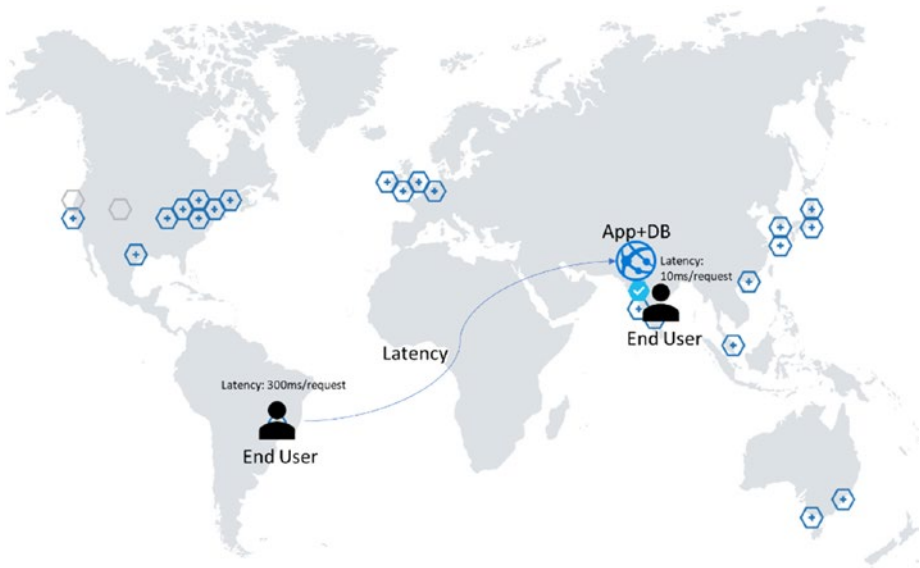 App+DB
Latency:
10ms/request
End User
Latency
Latency: 300ms/request
End User